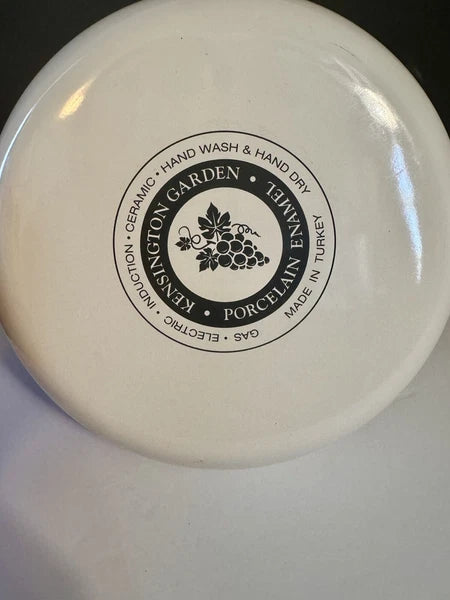 GAS • ELECTRIC • INDUCTION • CERAMIC • HAND WASH & HAND DRY
MADE IN TURKEY
KENSINGTON GARDEN • PORCELAIN ENAMEL •